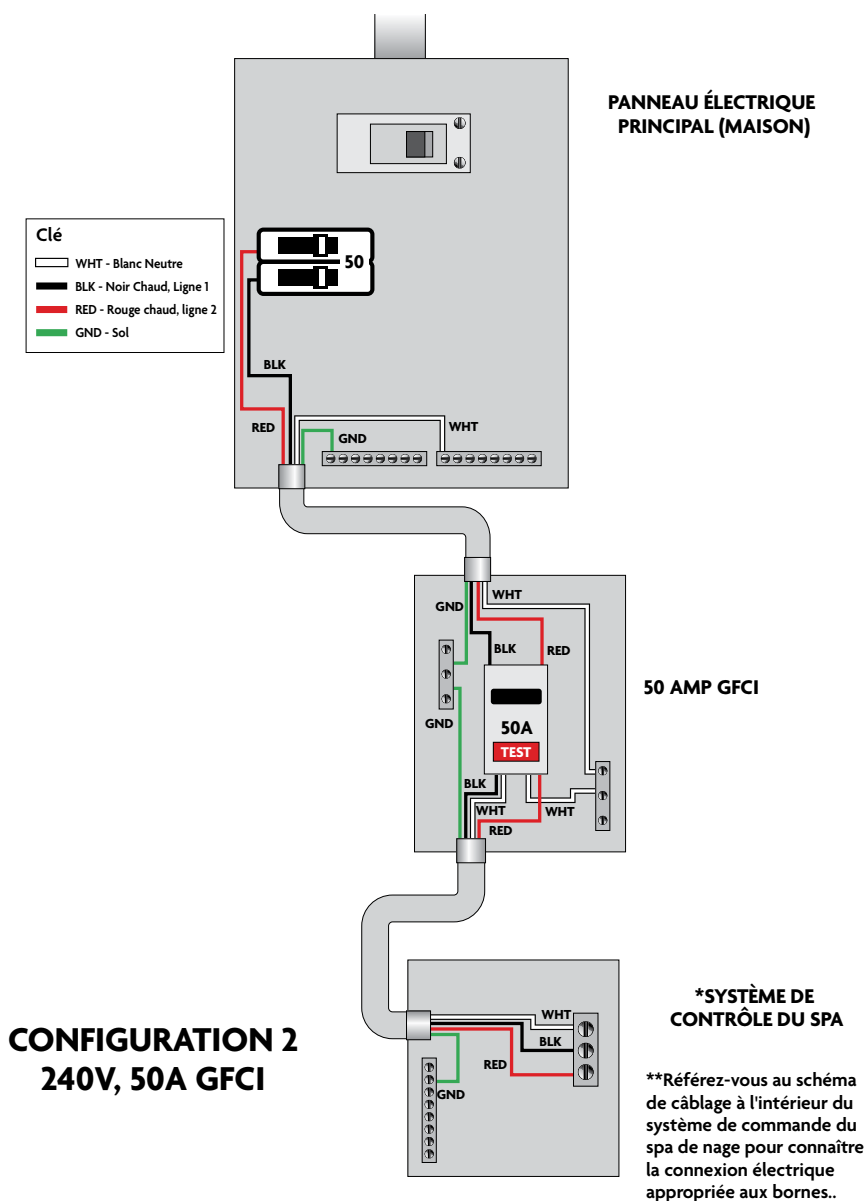 PANNEAU ÉLECTRIQUE
PRINCIPAL (MAISON)
Clé
WHT - Blanc Neutre
BLK - Noir Chaud, Ligne 1
RED - Rouge chaud, ligne 2
GND - Sol
50
BLK
RED
GND
WHT
WHT
GND
BLK
RED
50 AMP GFCI
GND
50A
TEST
BLK
WHT
WHT
RED
*SYSTÈME DE
CONTRÔLE DU SPA
WHT
BLK
RED
GND
CONFIGURATION 2
240V, 50A GFCI
**Référez-vous au schéma
de câblage à l'intérieur du
système de commande du
spa de nage pour connaître
la connexion électrique
appropriée aux bornes..